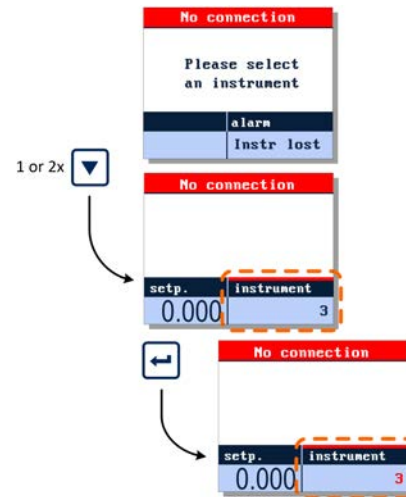 No connection
Please select
an instrument
alarm
Instr lost
1 or 2x
No connection
setp. instrument
0.000 3
No connection
setp. instrument
0.000 3